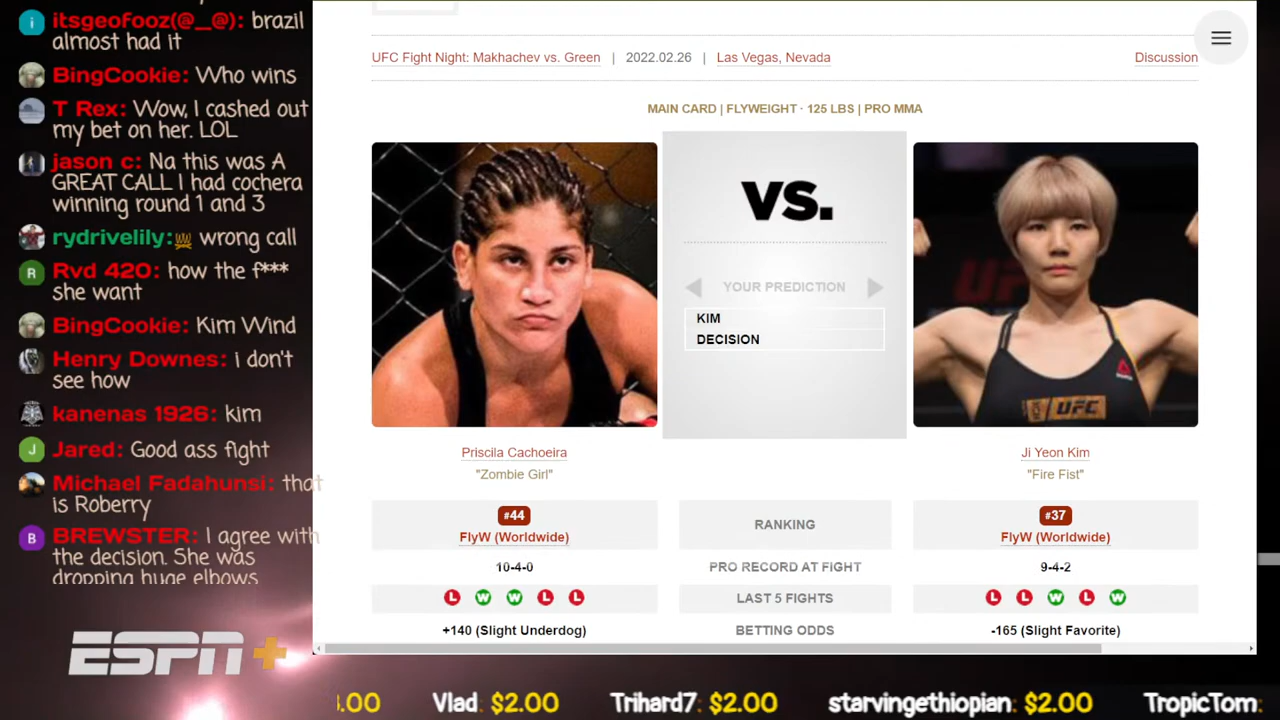 itsgeofooz(@__@): brazil
almost had it
BingCookie: Who wins
T Rex: Wow, I cashed out
my bet on her. LOL
jason c: Na this was A
GREAT CALL I had cochera
winning round 1 and 3
rydrivelily: wrong call
Rvd 420: how the f***
she want
BingCookie: Kim Wind
Henry Downes: i don't
see how
kanenas 1926: kim
Jared: Good ass fight
Michael Fadahunsi: that
is Roberry
BREWSTER: I agree with
the decision. She was
dropping huge elbows
ESPN+
UFC Fight Night: Makhachev vs. Green | 2022.02.26 | Las Vegas, Nevada
Discussion
MAIN CARD | FLYWEIGHT · 125 LBS | PRO MMA
VS.
YOUR PREDICTION
KIM
DECISION
UFC
Priscila Cachoeira
"Zombie Girl"
Ji Yeon Kim
"Fire Fist"
#44 RANKING #37
FlyW (Worldwide) FlyW (Worldwide)
10-4-0 PRO RECORD AT FIGHT 9-4-2
L W W L L LAST 5 FIGHTS L L W L W
+140 (Slight Underdog) BETTING ODDS -165 (Slight Favorite)
.00 Vlad: $2.00 Trihard7: $2.00 starvingethiopian: $2.00 TropicTom: